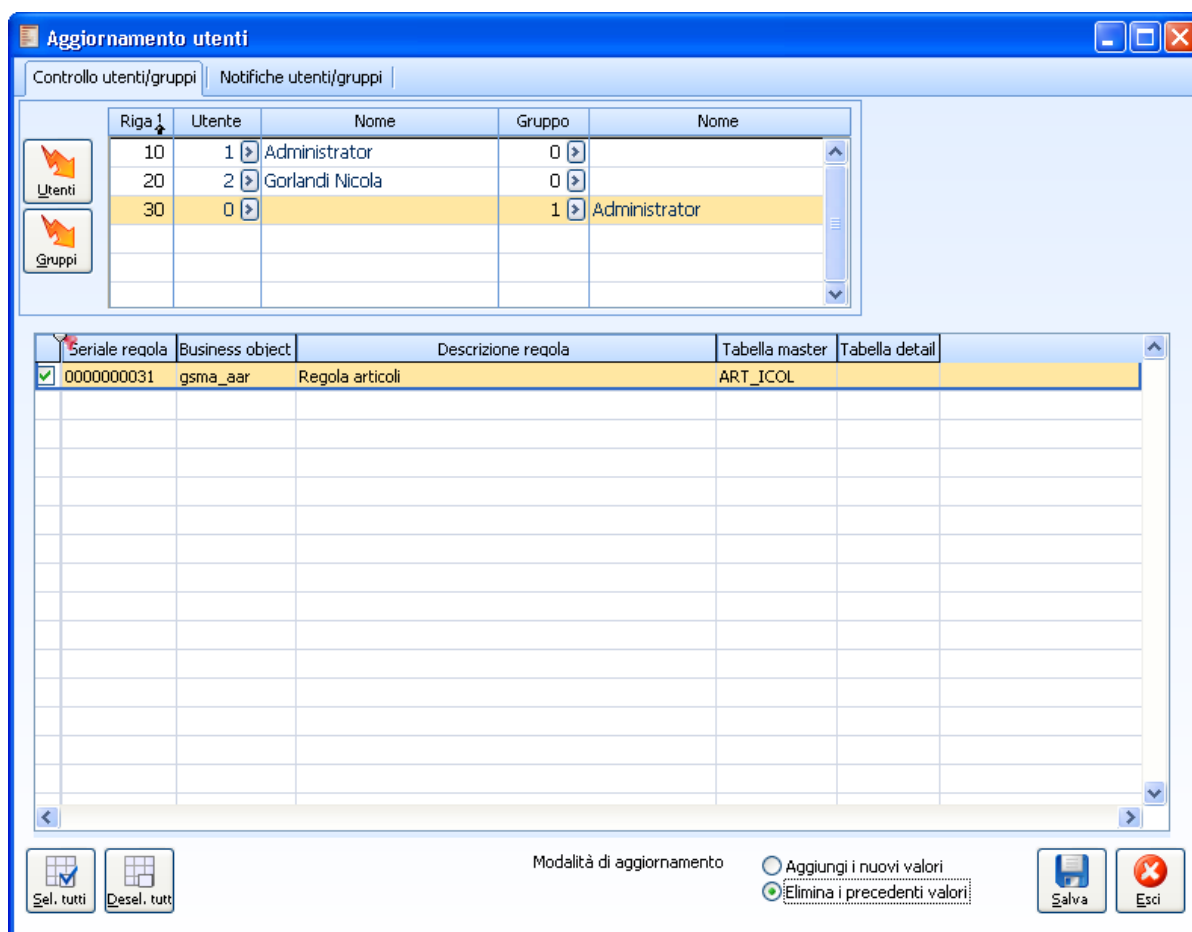 Aggiornamento utenti
Controllo utenti/gruppi Notifiche utenti/gruppi
Riga 1 Utente Nome Gruppo Nome
10 1 Administrator 0
20 2 Gorlandi Nicola 0
30 0 1 Administrator
Utenti
Gruppi
Seriale regola Business object Descrizione regola Tabella master Tabella detail
0000000031 gsma_aar Regola articoli ART_ICOL
Modalità di aggiornamento
Aggiungi i nuovi valori
Elimina i precedenti valori
Sel. tutti Desel. tutt Salva Esci